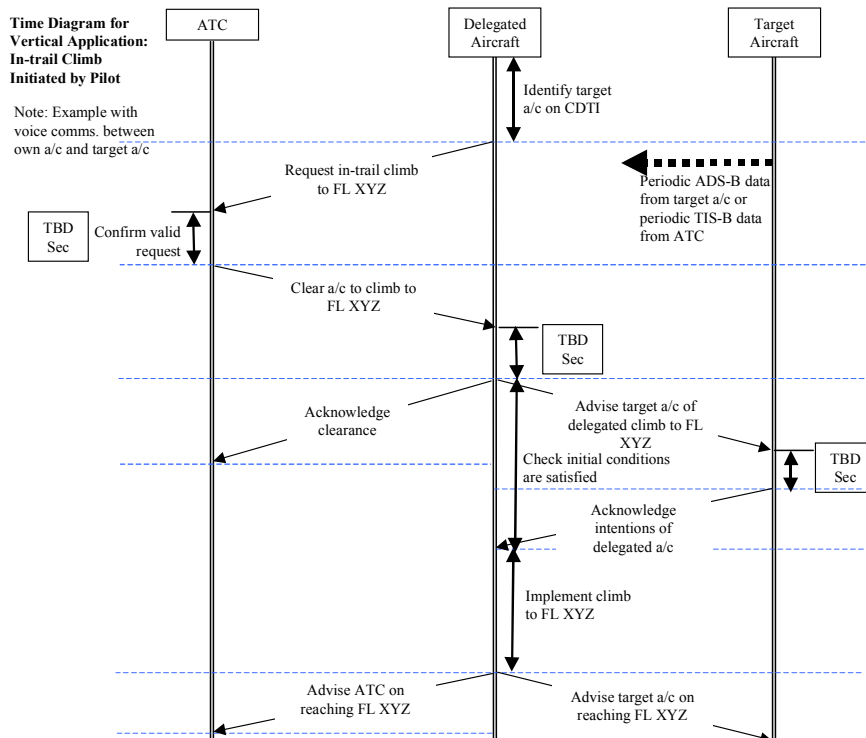 Time Diagram for
Vertical Application:
In-trail Climb
Initiated by Pilot
Note: Example with
voice comms. between
own a/c and target a/c
ATC
Delegated
Aircraft
Target
Aircraft
Identify target
a/c on CDTI
Request in-trail climb
to FL XYZ
Periodic ADS-B data
from target a/c or
periodic TIS-B data
from ATC
TBD
Sec
Confirm valid
request
Clear a/c to climb to
FL XYZ
TBD
Sec
Acknowledge
clearance
Advise target a/c of
delegated climb to FL
XYZ
Check initial conditions
are satisfied
TBD
Sec
Acknowledge
intentions of
delegated a/c
Implement climb
to FL XYZ
Advise ATC on
reaching FL XYZ
Advise target a/c on
reaching FL XYZ